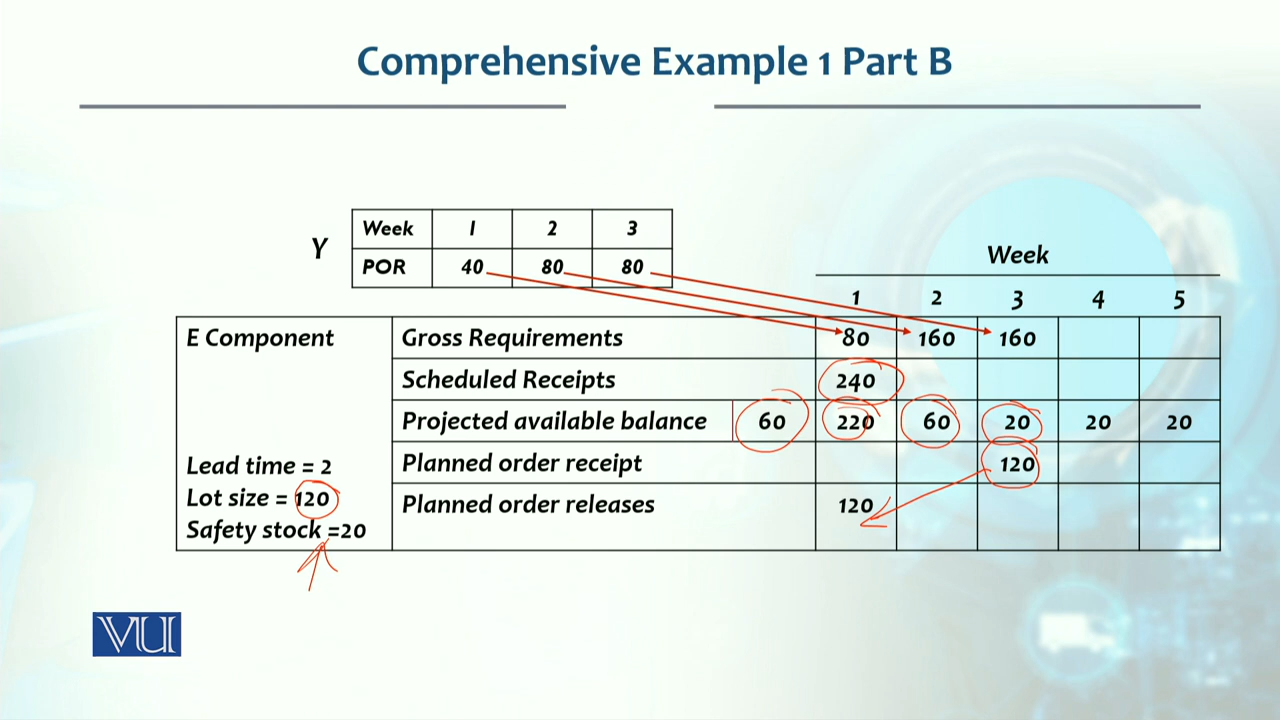 Comprehensive Example 1 Part B
Y
Week 1 2 3
POR 40 80 80
Week
1 2 3 4 5
E Component
Gross Requirements 80 160 160
Scheduled Receipts 240
Projected available balance 60 220 60 20 20 20
Lead time = 2
Planned order receipt 120
Lot size = 120
Planned order releases 120
Safety stock =20
VU